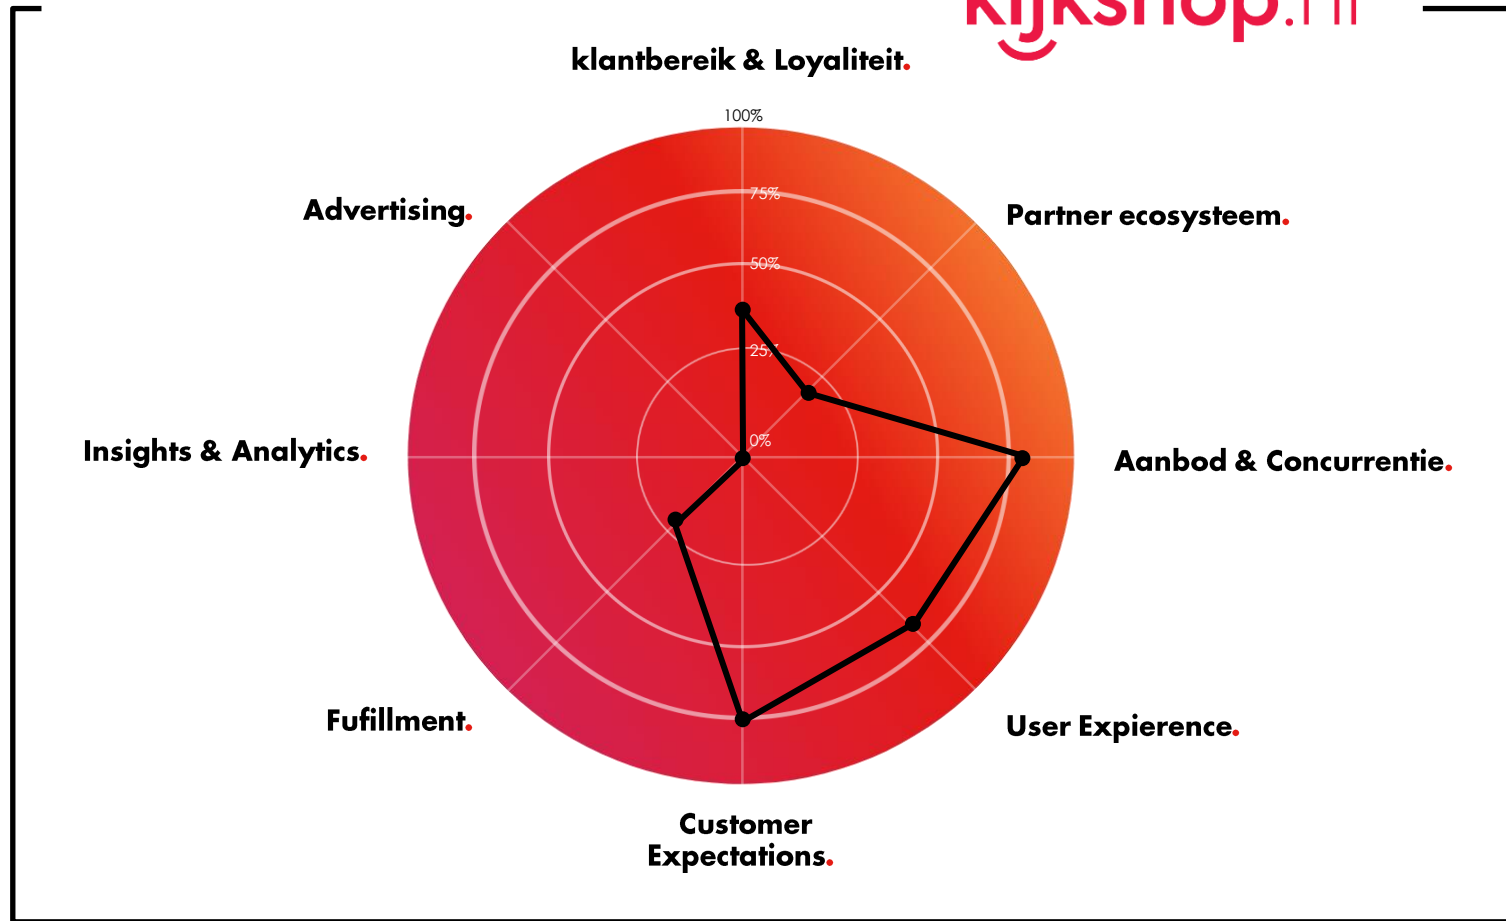 kijkshop.nl
klantbereik & Loyaliteit.
100%
Advertising.
75%
Partner ecosysteem.
50%
25%
0%
Insights & Analytics.
Aanbod & Concurrentie.
Fufillment.
User Expierence.
Customer
Expectations.